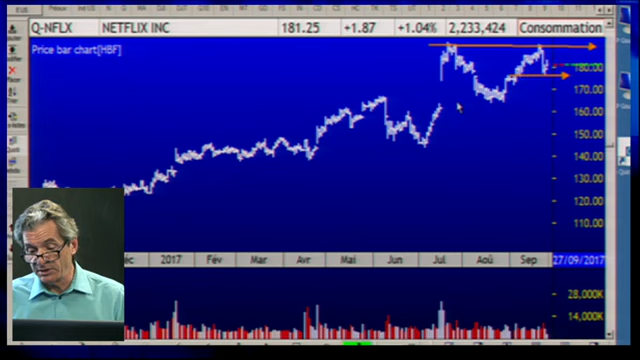 Q-NFLX NETFLIX INC 181.25 +1.87 +1.04% 2,233,424 Consommation
Price bar chart[HBF]
180.00
170.00
160.00
150.00
140.00
130.00
120.00
110.00
2017 Fév Mar Avr Mai Jun Jul Aoû Sep 27/09/2017
28,000K
14,000K